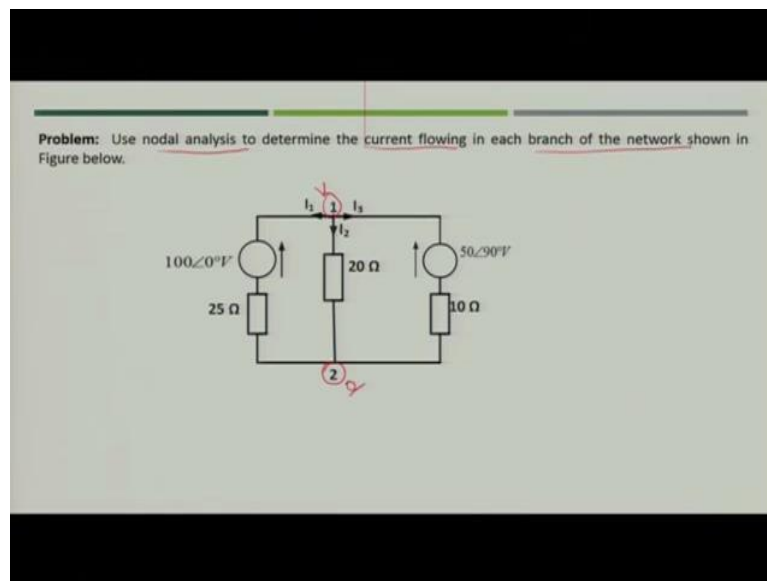 Problem: Use nodal analysis to determine the current flowing in each branch of the network shown in
Figure below.
I₁ 1 I₃
I₂
100∠0°V
50∠90°V
20 Ω
25 Ω
10 Ω
2